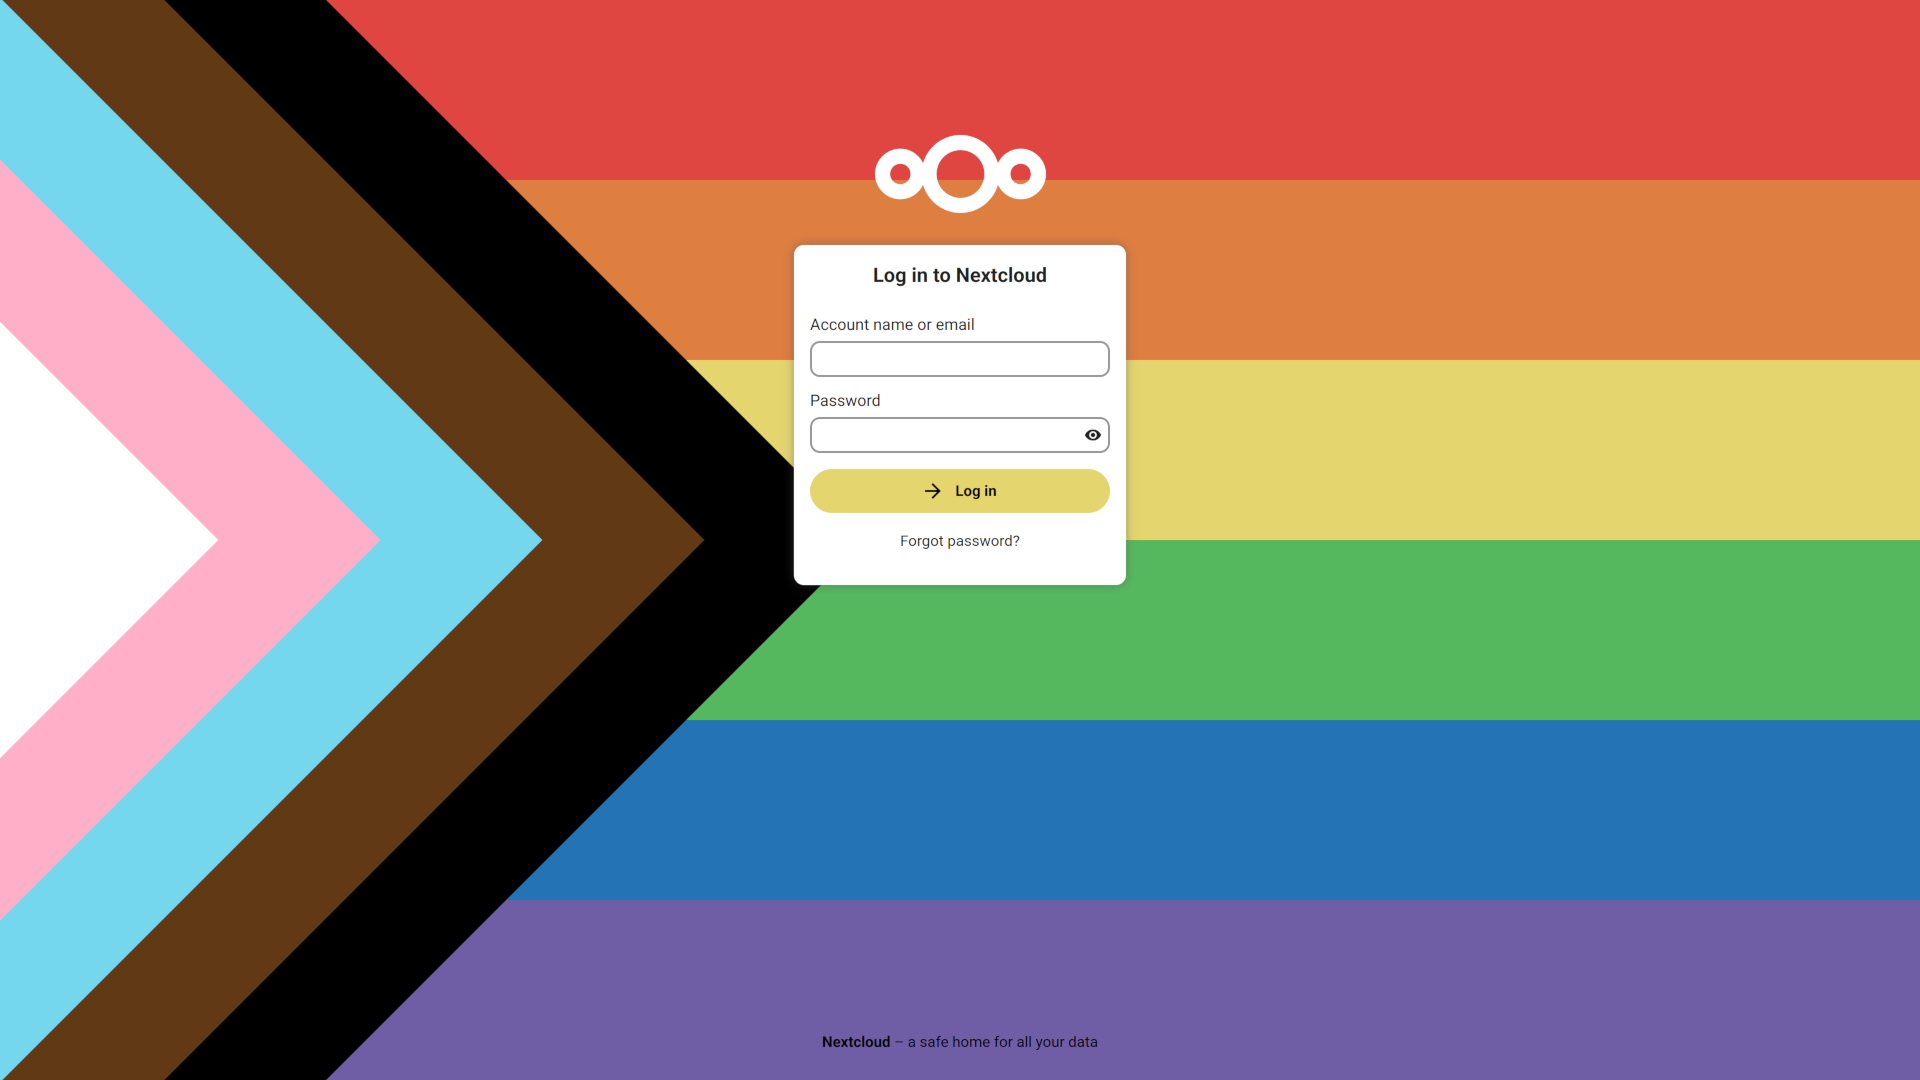 Log in to Nextcloud
Account name or email
Password
Log in
Forgot password?
Nextcloud – a safe home for all your data